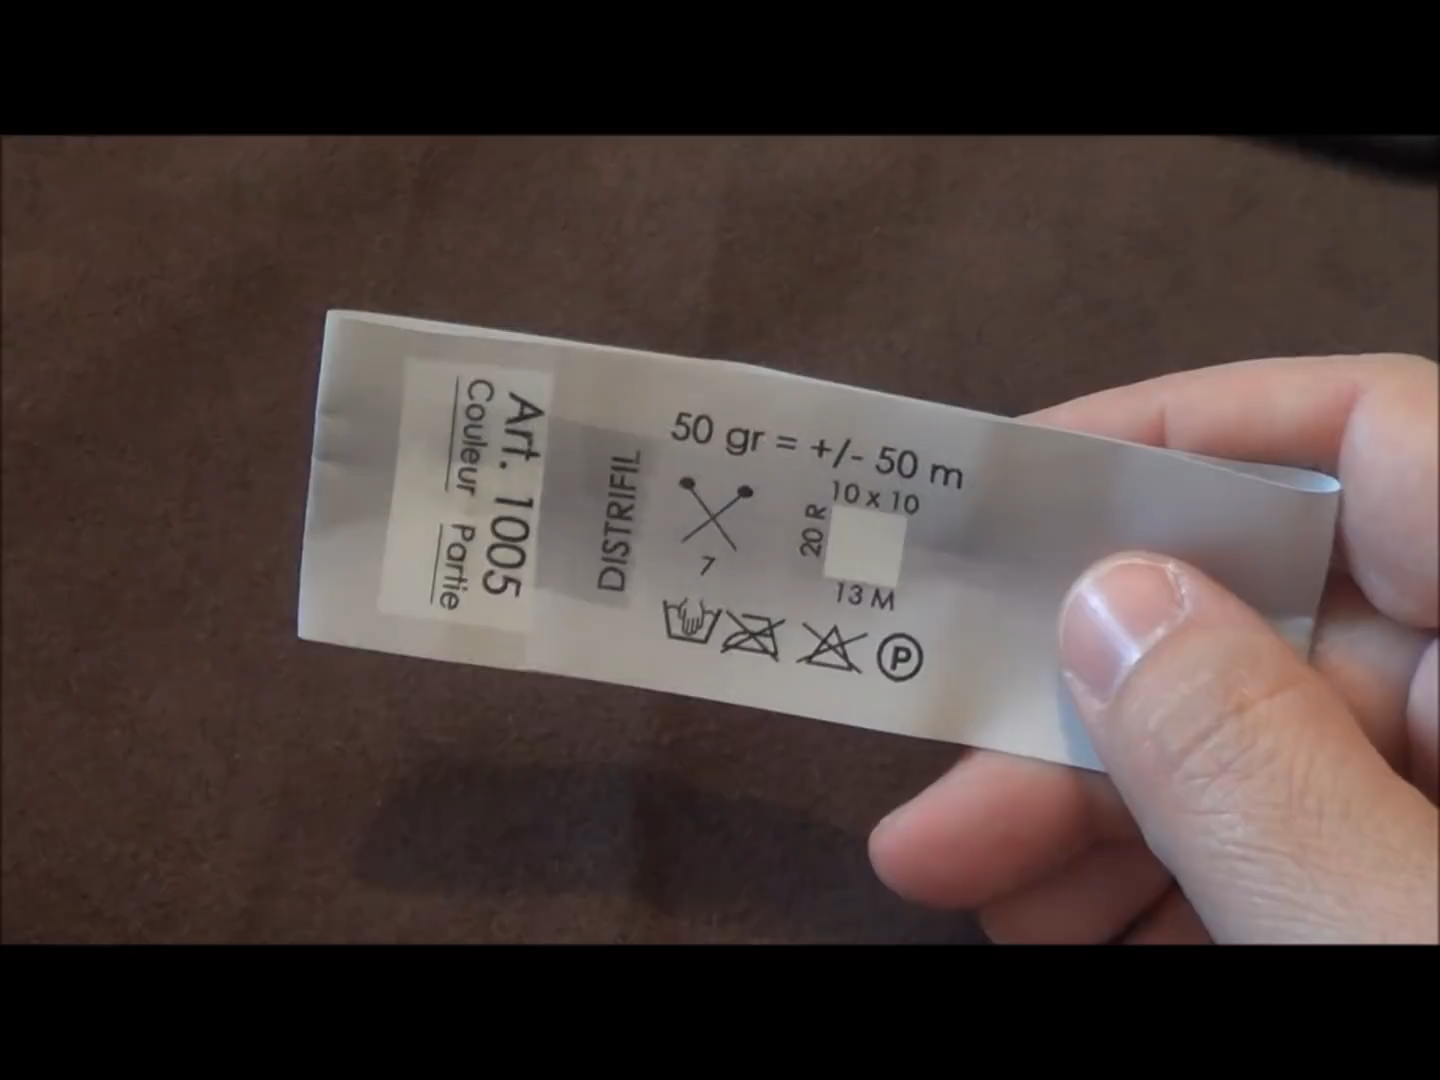 Art. 1005
Couleur Partie
DISTRIFIL
50 gr = +/- 50 m
7
10 x 10
20 R
13 M
P